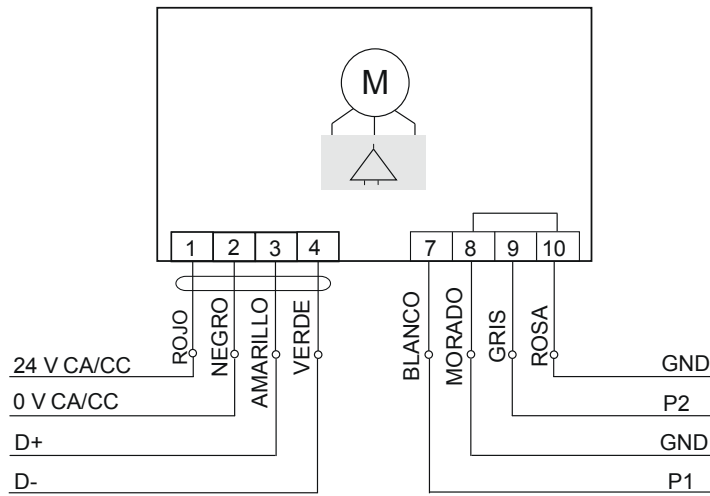 M
1 2 3 4 7 8 9 10
ROJO
NEGRO
AMARILLO
VERDE
BLANCO
MORADO
GRIS
ROSA
24 V CA/CC
0 V CA/CC
D+
D-
GND
P2
GND
P1